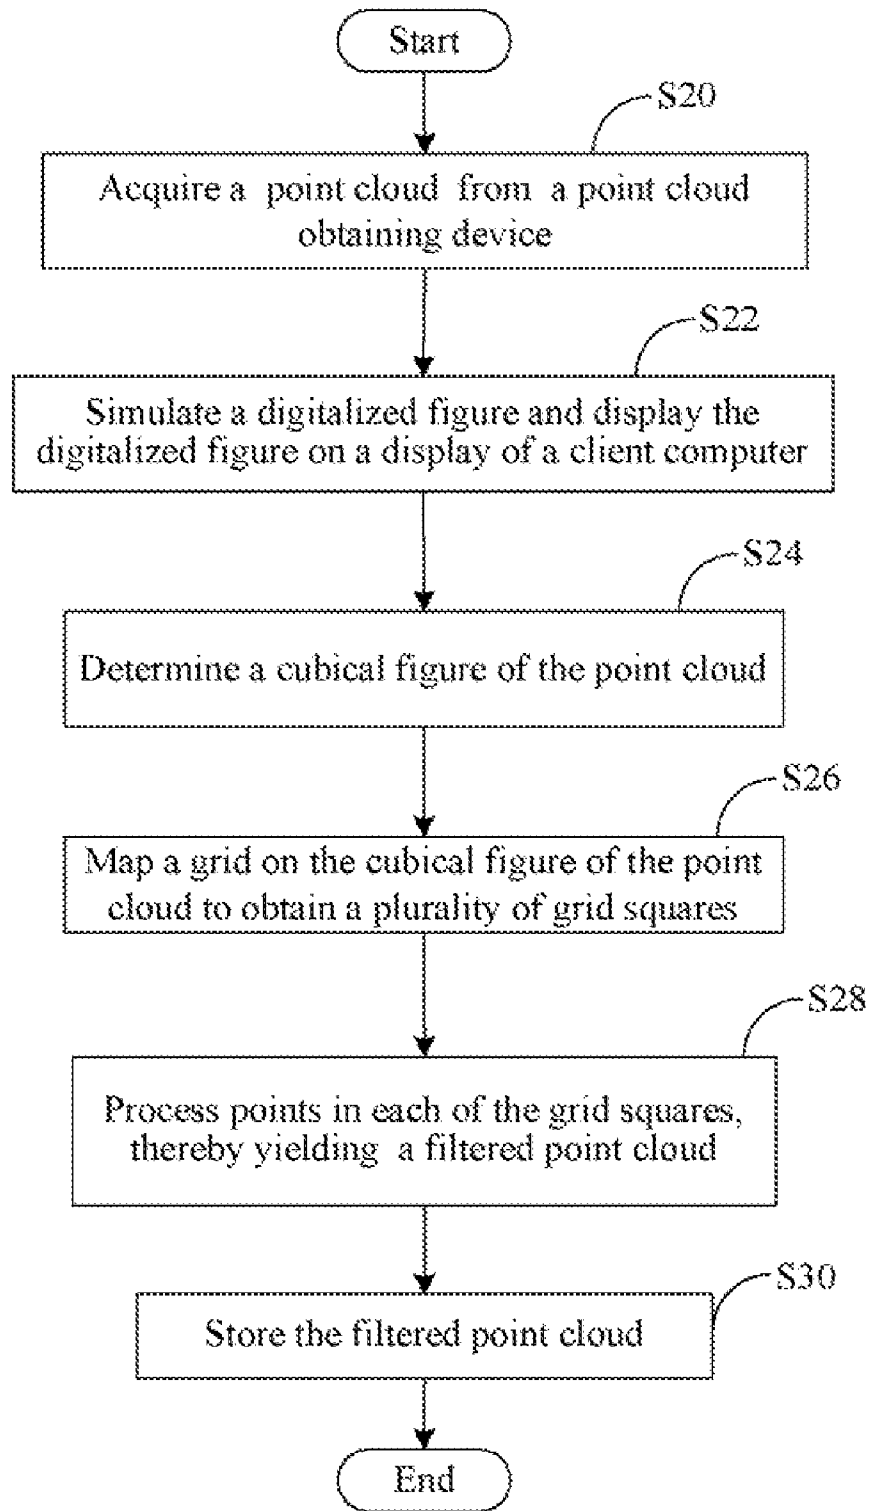 Start
S20
Acquire a point cloud from a point cloud
obtaining device
S22
Simulate a digitalized figure and display the
digitalized figure on a display of a client computer
S24
Determine a cubical figure of the point cloud
S26
Map a grid on the cubical figure of the point
cloud to obtain a plurality of grid squares
S28
Process points in each of the grid squares,
thereby yielding a filtered point cloud
S30
Store the filtered point cloud
End